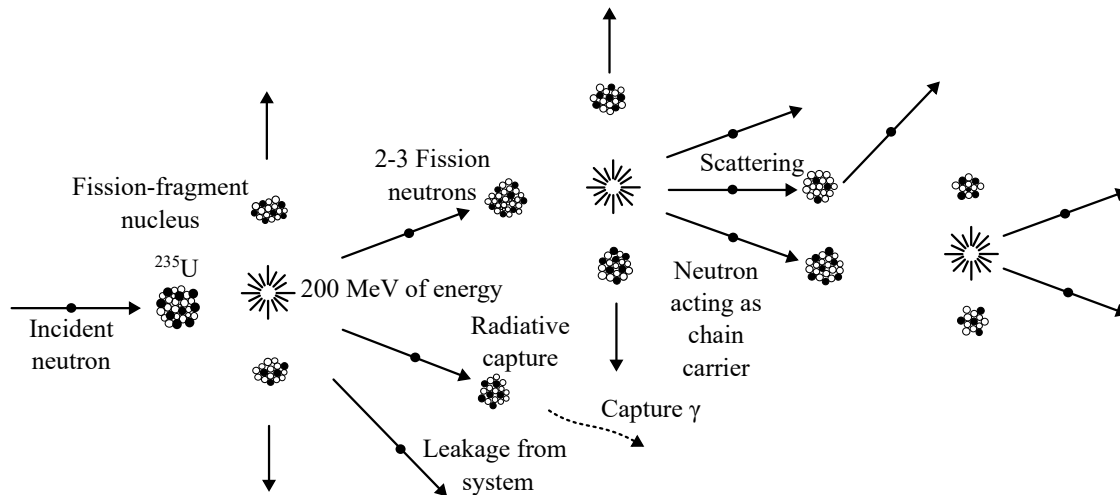 2-3 Fission
neutrons
Scattering
Fission-fragment
nucleus
²³⁵U
200 MeV of energy
Incident
neutron
Radiative
capture
Neutron
acting as
chain
carrier
Capture γ
Leakage from
system